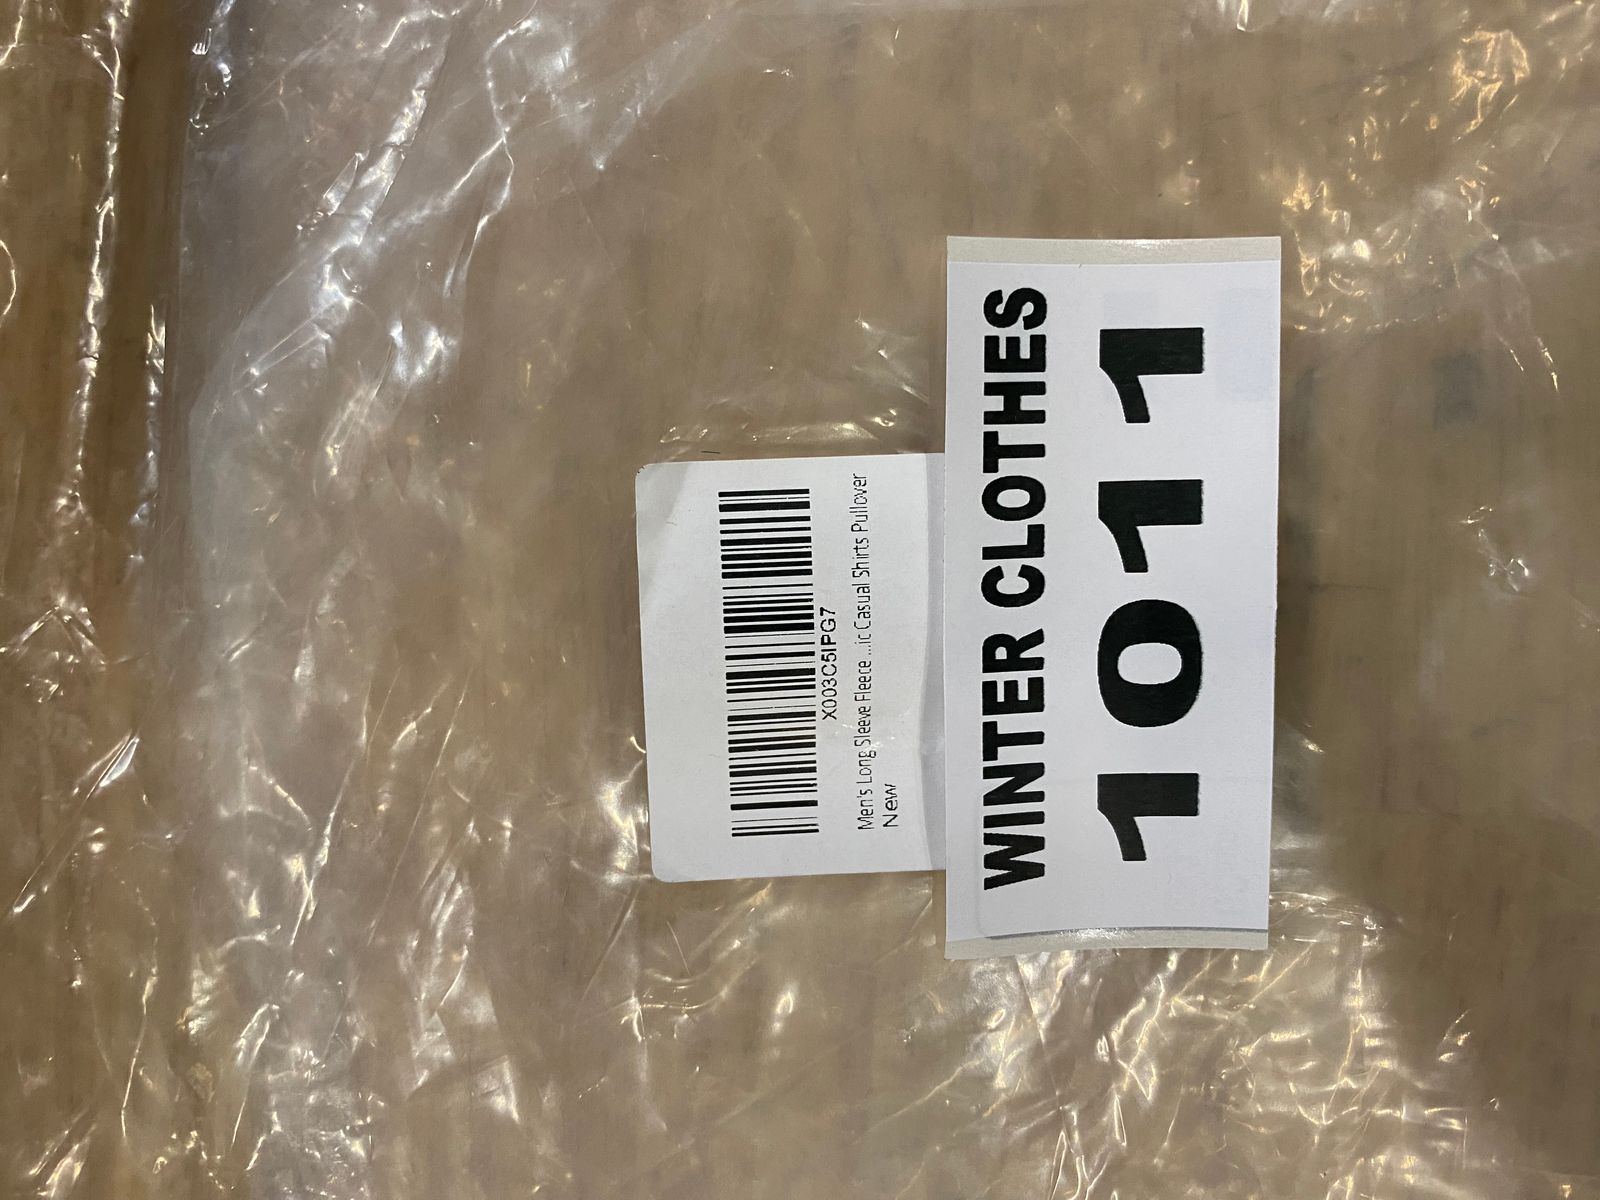 X003C5IPG7
Men's Long Sleeve Fleece ...ic Casual Shirts Pullover
New
WINTER CLOTHES
1011